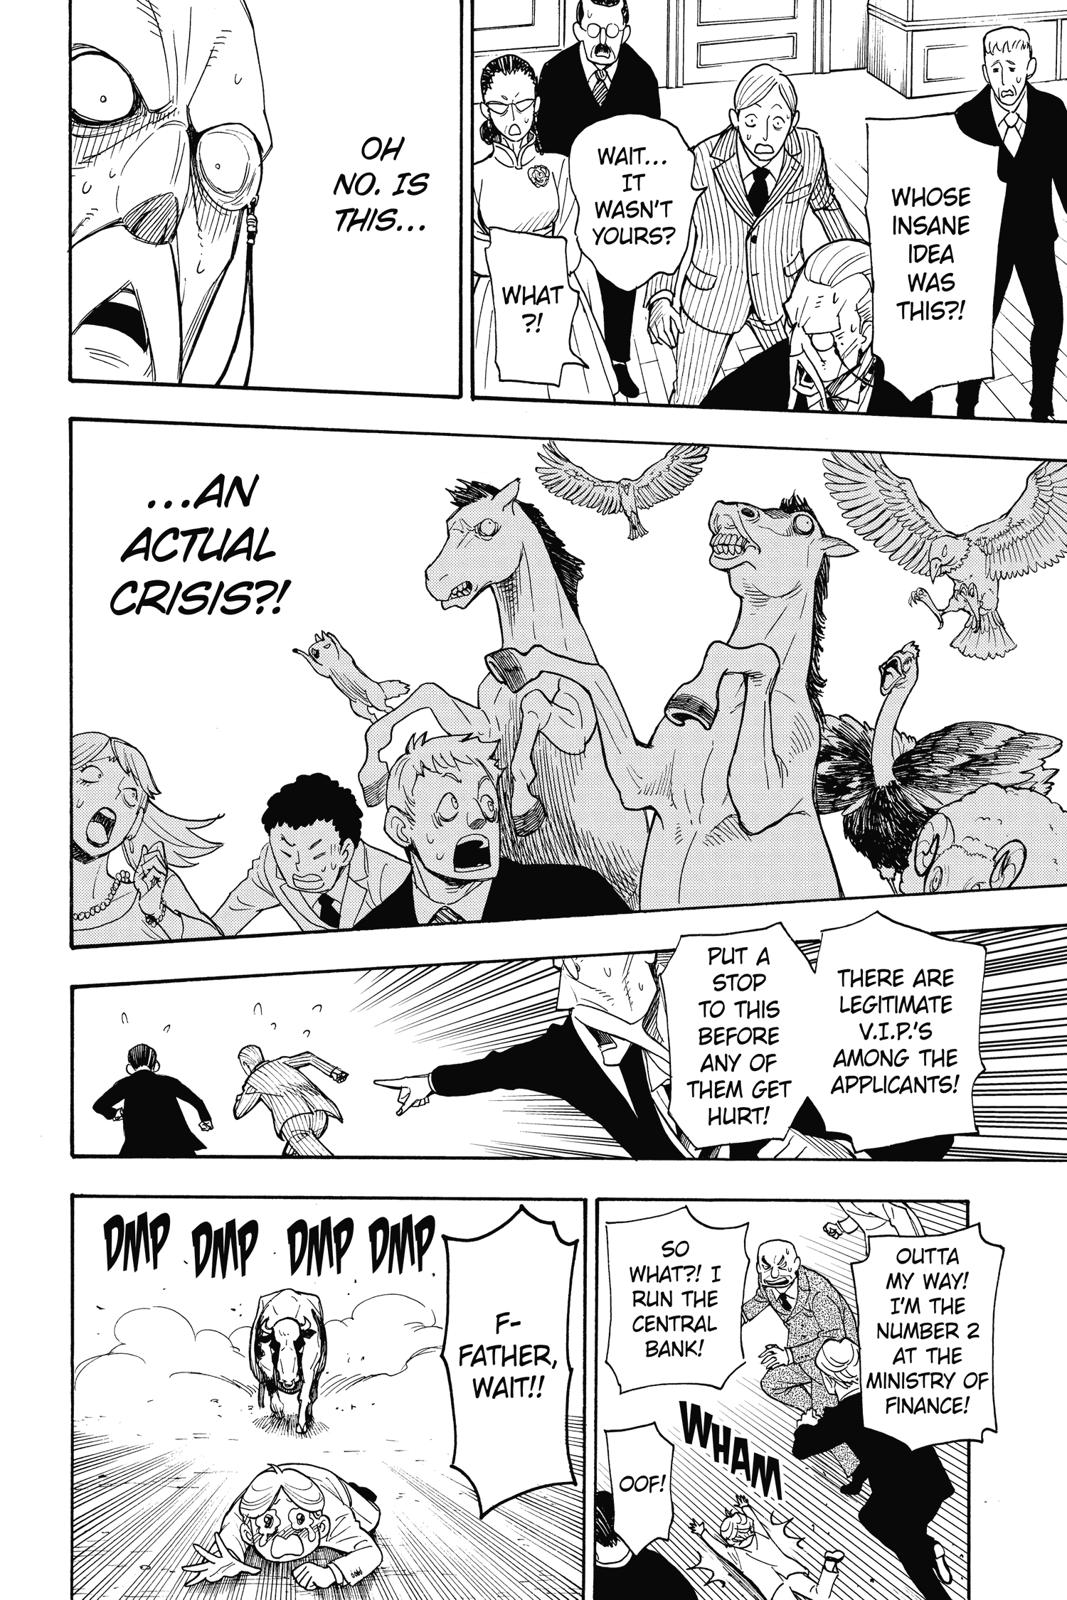 WHOSE
INSANE
IDEA
WAS
THIS?!
WAIT...
IT
WASN'T
YOURS?
WHAT
?!
OH
NO. IS
THIS...
...AN
ACTUAL
CRISIS?!
THERE ARE
LEGITIMATE
V.I.P.'S
AMONG THE
APPLICANTS!
PUT A
STOP
TO THIS
BEFORE
ANY OF
THEM GET
HURT!
OUTTA
MY WAY!
I'M THE
NUMBER 2
AT THE
MINISTRY OF
FINANCE!
SO
WHAT?! I
RUN THE
CENTRAL
BANK!
WHAM
OOF!
F-
FATHER,
WAIT!!
DMP DMP DMP DMP